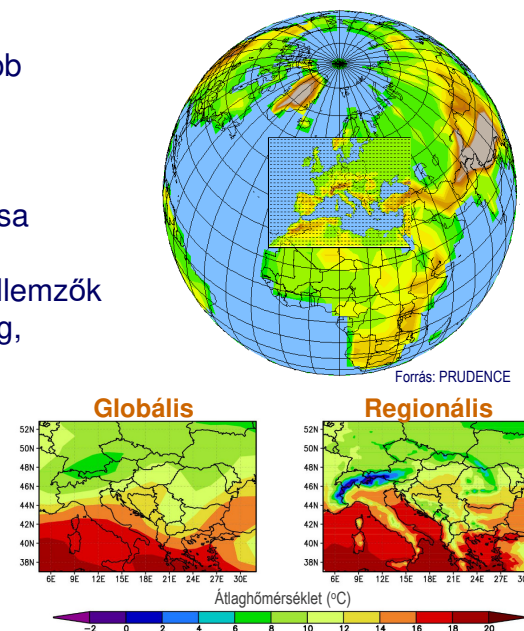 bb
sa
llemzők
g,
Forrás: PRUDENCE
Globális
Regionális
52N
50N
48N
46N
44N
42N
40N
38N
6E 9E 12E 15E 18E 21E 24E 27E 30E
52N
50N
48N
46N
44N
42N
40N
38N
6E 9E 12E 15E 18E 21E 24E 27E 30E
Átlaghőmérséklet (°C)
-2 0 2 4 6 8 10 12 14 16 18 20